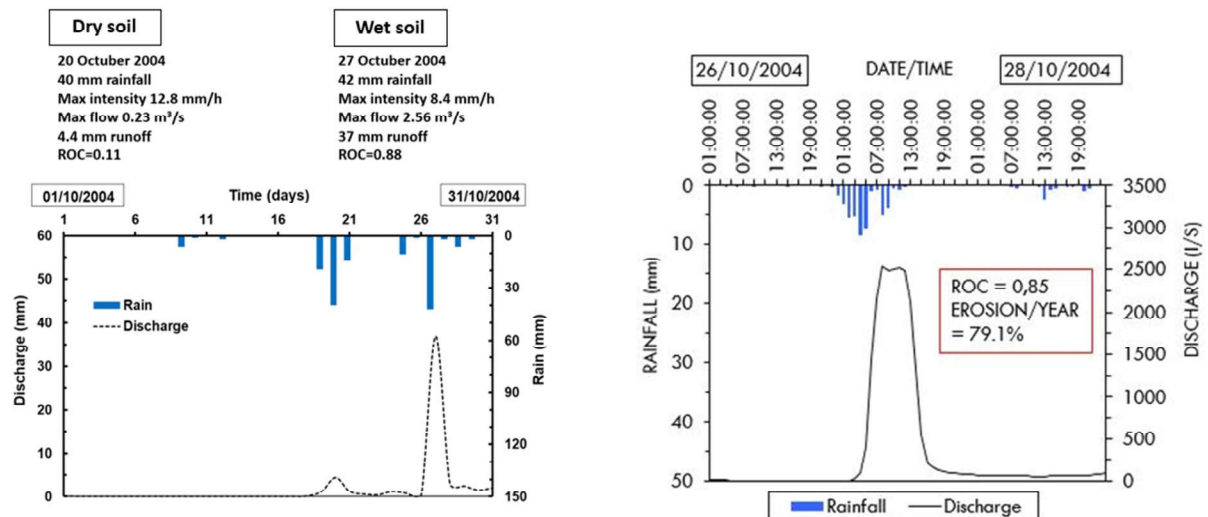 Dry soil
20 Octuber 2004
40 mm rainfall
Max intensity 12.8 mm/h
Max flow 0.23 m³/s
4.4 mm runoff
ROC=0.11
Wet soil
27 Octuber 2004
42 mm rainfall
Max intensity 8.4 mm/h
Max flow 2.56 m³/s
37 mm runoff
ROC=0.88
01/10/2004
Time (days)
31/10/2004
1 6 11 16 21 26 31
Discharge (mm)
60
50
40
30
20
10
0
Rain
Discharge
Rain (mm)
0
30
60
90
120
150
26/10/2004
DATE/TIME
28/10/2004
01:00:00 07:00:00 13:00:00 19:00:00 01:00:00 07:00:00 13:00:00 19:00:00 01:00:00 07:00:00 13:00:00 19:00:00
RAINFALL (mm)
0
10
20
30
40
50
ROC = 0,85
EROSION/YEAR
= 79.1%
DISCHARGE (l/S)
3500
3000
2500
2000
1500
1000
500
0
Rainfall
Discharge